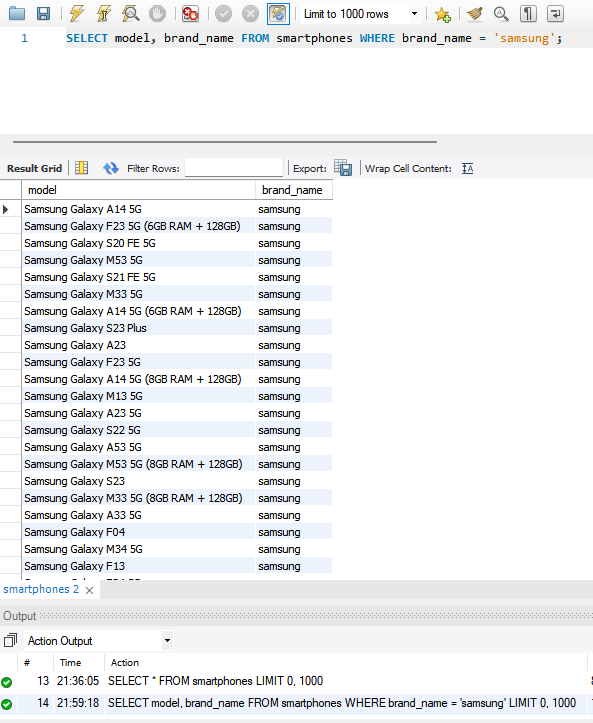 Limit to 1000 rows
1 SELECT model, brand_name FROM smartphones WHERE brand_name = 'samsung';
Result Grid Filter Rows: Export: Wrap Cell Content:
model brand_name
Samsung Galaxy A14 5G samsung
Samsung Galaxy F23 5G (6GB RAM + 128GB) samsung
Samsung Galaxy S20 FE 5G samsung
Samsung Galaxy M53 5G samsung
Samsung Galaxy S21 FE 5G samsung
Samsung Galaxy M33 5G samsung
Samsung Galaxy A14 5G (6GB RAM + 128GB) samsung
Samsung Galaxy S23 Plus samsung
Samsung Galaxy A23 samsung
Samsung Galaxy F23 5G samsung
Samsung Galaxy A14 5G (8GB RAM + 128GB) samsung
Samsung Galaxy M13 5G samsung
Samsung Galaxy A23 5G samsung
Samsung Galaxy S22 5G samsung
Samsung Galaxy A53 5G samsung
Samsung Galaxy M53 5G (8GB RAM + 128GB) samsung
Samsung Galaxy S23 samsung
Samsung Galaxy M33 5G (8GB RAM + 128GB) samsung
Samsung Galaxy A33 5G samsung
Samsung Galaxy F04 samsung
Samsung Galaxy M34 5G samsung
Samsung Galaxy F13 samsung
smartphones 2
Output
Action Output
# Time Action
13 21:36:05 SELECT * FROM smartphones LIMIT 0, 1000
14 21:59:18 SELECT model, brand_name FROM smartphones WHERE brand_name = 'samsung' LIMIT 0, 1000